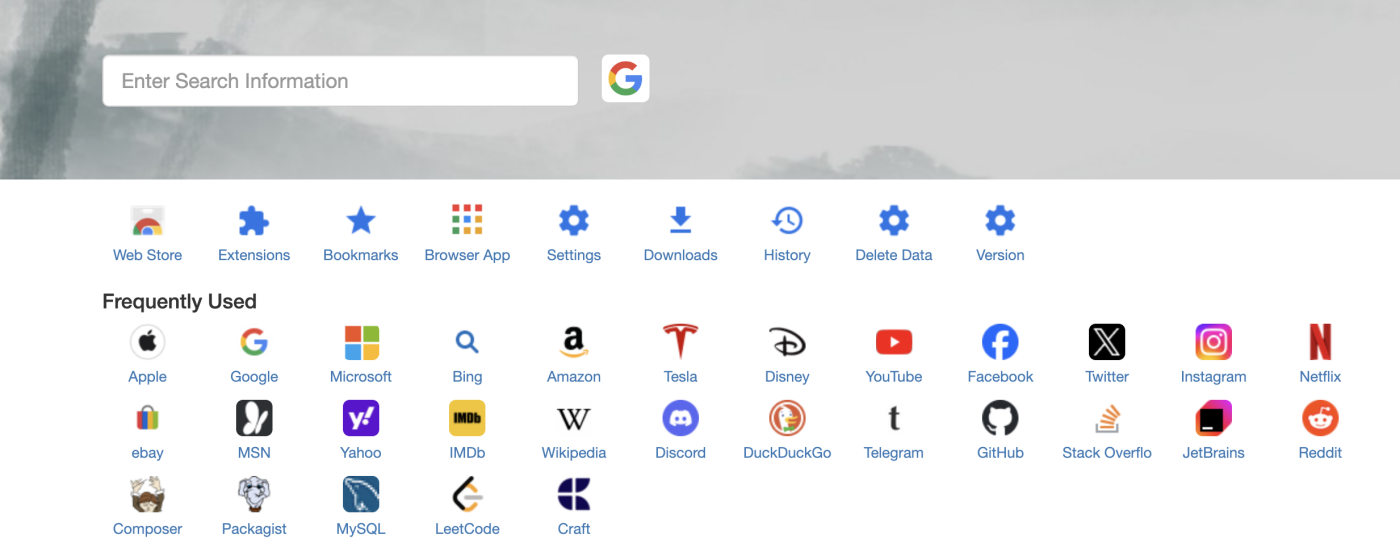 Enter Search Information
Web Store Extensions Bookmarks Browser App Settings Downloads History Delete Data Version
Frequently Used
Apple Google Microsoft Bing Amazon Tesla Disney YouTube Facebook Twitter Instagram Netflix
IMDb
ebay MSN Yahoo IMDb Wikipedia Discord DuckDuckGo Telegram GitHub Stack Overflo JetBrains Reddit
Composer Packagist MySQL LeetCode Craft